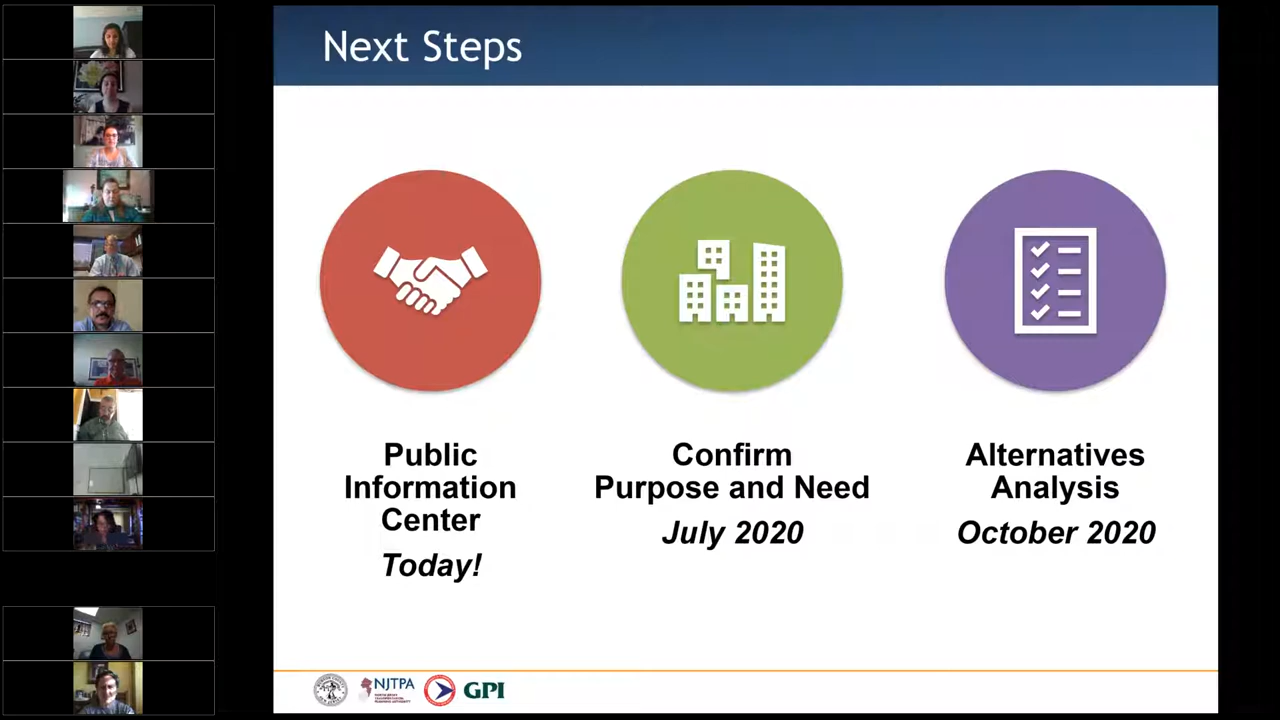 Next Steps
Public
Information
Center
Today!
Confirm
Purpose and Need
July 2020
Alternatives
Analysis
October 2020
NJTPA
GPI